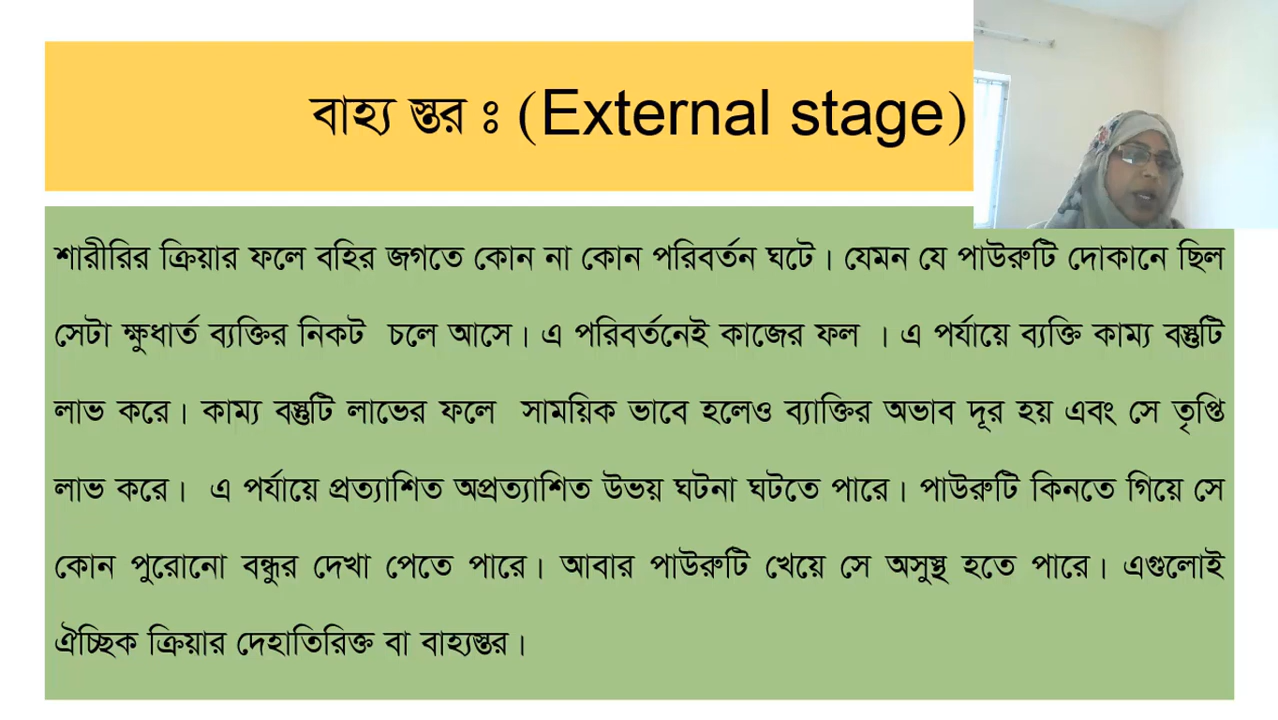 বাহ্য স্তর ঃ (External stage)
শারীরির ক্রিয়ার ফলে বহির জগতে কোন না কোন পরিবর্তন ঘটে। যেমন যে পাউরুটি দোকানে ছিল
সেটা ক্ষুধার্ত ব্যক্তির নিকট চলে আসে। এ পরিবর্তনেই কাজের ফল । এ পর্যায়ে ব্যক্তি কাম্য বস্তুটি
লাভ করে। কাম্য বস্তুটি লাভের ফলে সাময়িক ভাবে হলেও ব্যাক্তির অভাব দূর হয় এবং সে তৃপ্তি
লাভ করে। এ পর্যায়ে প্রত্যাশিত অপ্রত্যাশিত উভয় ঘটনা ঘটতে পারে। পাউরুটি কিনতে গিয়ে সে
কোন পুরোনো বন্ধুর দেখা পেতে পারে। আবার পাউরুটি খেয়ে সে অসুস্থ হতে পারে। এগুলোই
ঐচ্ছিক ক্রিয়ার দেহাতিরিক্ত বা বাহ্যস্তর।